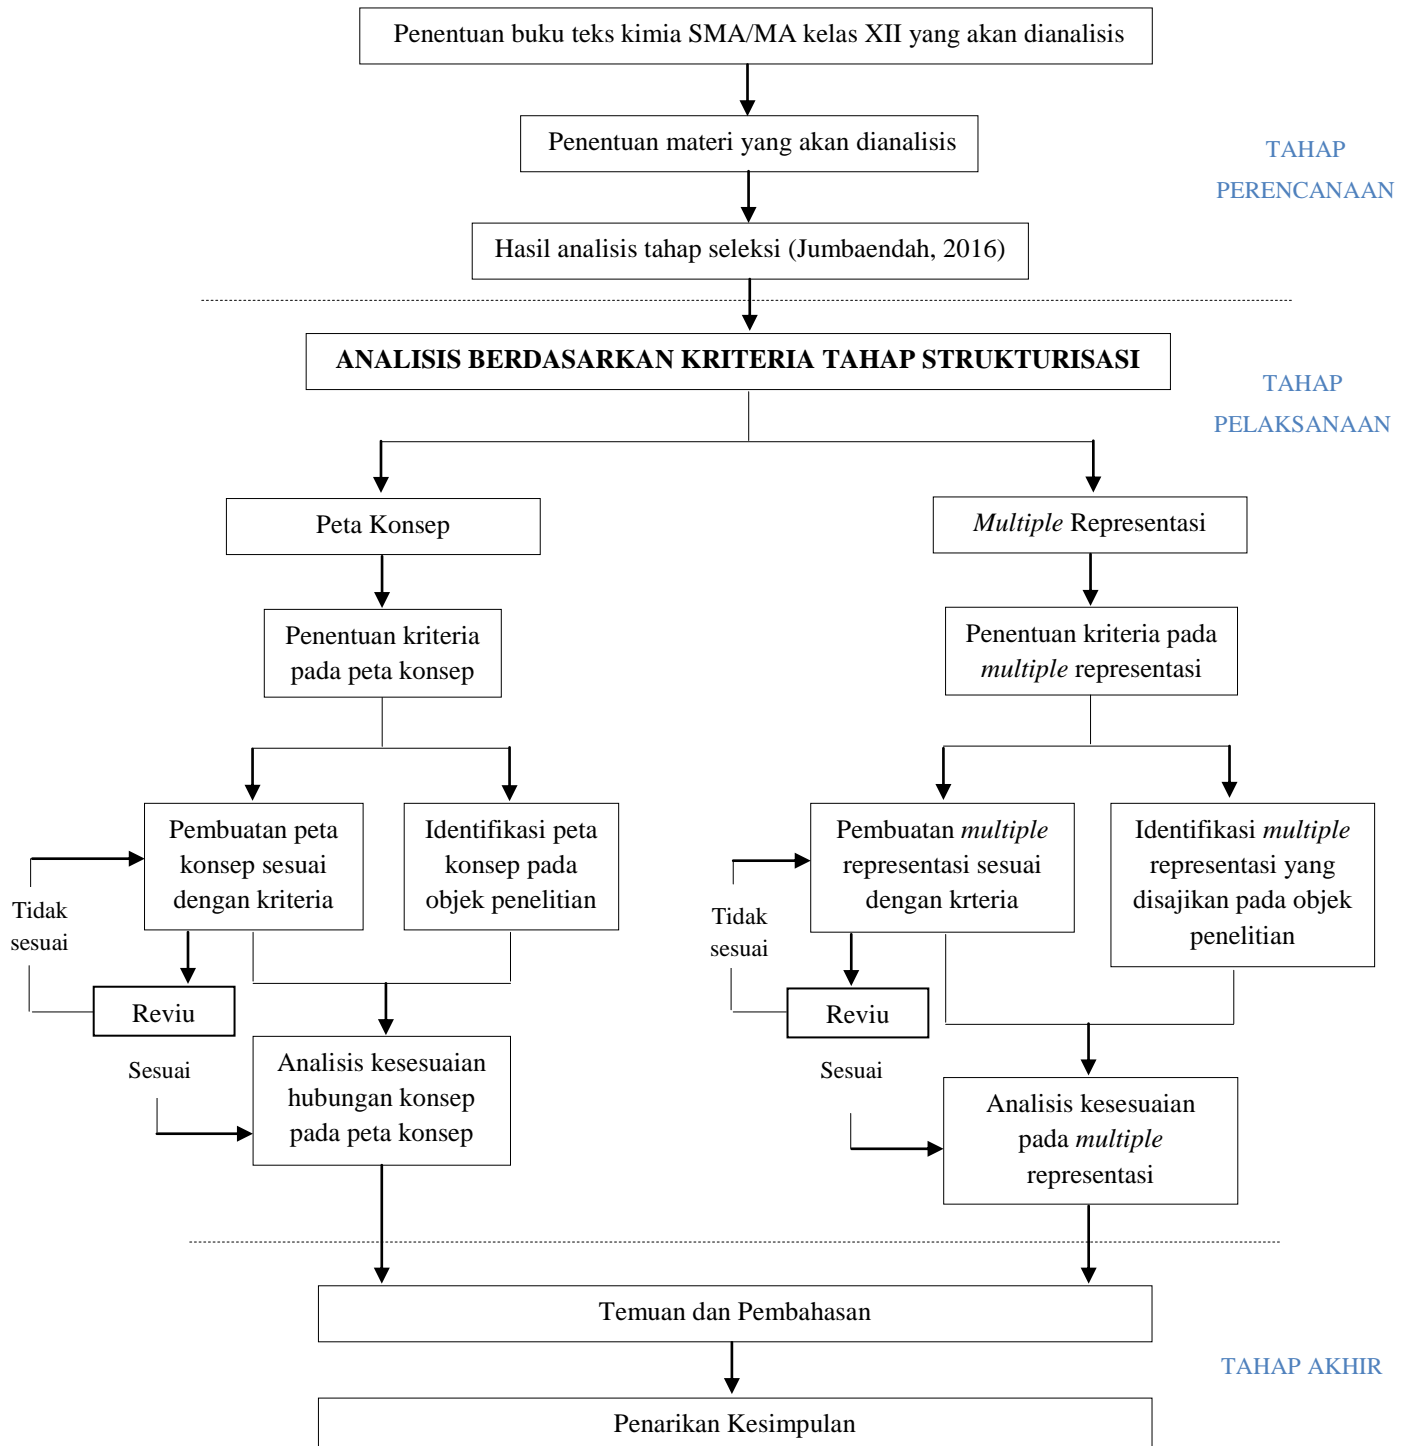 Penentuan buku teks kimia SMA/MA kelas XII yang akan dianalisis
Penentuan materi yang akan dianalisis
TAHAP
PERENCANAAN
Hasil analisis tahap seleksi (Jumbaendah, 2016)
ANALISIS BERDASARKAN KRITERIA TAHAP STRUKTURISASI
TAHAP
PELAKSANAAN
Peta Konsep
Multiple Representasi
Penentuan kriteria
pada peta konsep
Penentuan kriteria pada
multiple representasi
Pembuatan peta
konsep sesuai
dengan kriteria
Identifikasi peta
konsep pada
objek penelitian
Pembuatan multiple
representasi sesuai
dengan krteria
Identifikasi multiple
representasi yang
disajikan pada objek
penelitian
Tidak
sesuai
Tidak
sesuai
Reviu
Reviu
Sesuai
Sesuai
Analisis kesesuaian
hubungan konsep
pada peta konsep
Analisis kesesuaian
pada multiple
representasi
Temuan dan Pembahasan
TAHAP AKHIR
Penarikan Kesimpulan